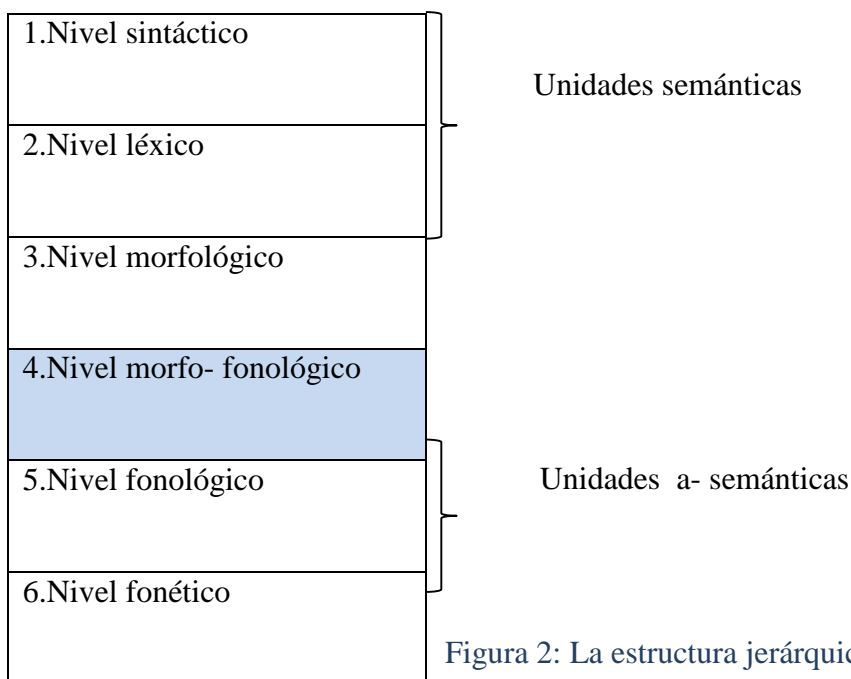 1.Nivel sintáctico
Unidades semánticas
2.Nivel léxico
3.Nivel morfológico
4.Nivel morfo- fonológico
5.Nivel fonológico
Unidades a- semánticas
6.Nivel fonético
Figura 2: La estructura